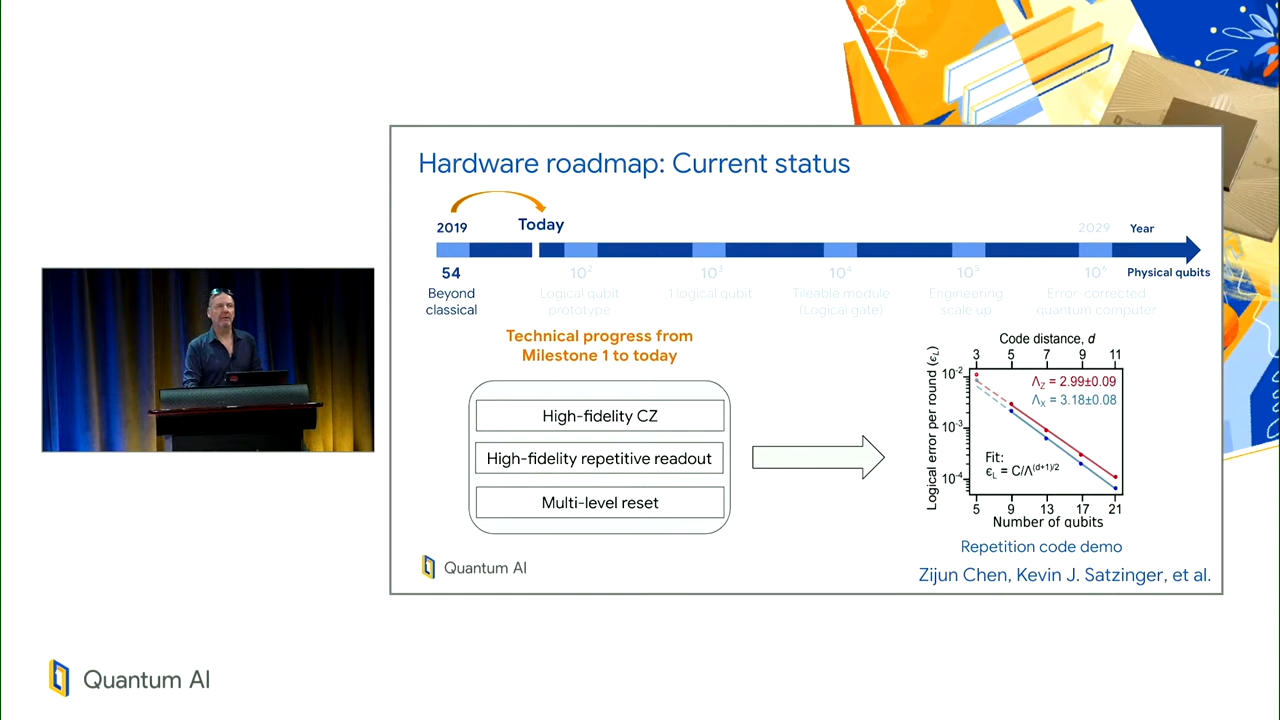 Hardware roadmap: Current status
2019
Today
2029
Year
54
10²
10³
10⁴
10⁵
10⁶
Physical qubits
Beyond
classical
Logical qubit
prototype
1 logical qubit
Tileable module
(Logical gate)
Engineering
scale up
Error-corrected
quantum computer
Technical progress from
Milestone 1 to today
High-fidelity CZ
High-fidelity repetitive readout
Multi-level reset
Code distance, d
3 5 7 9 11
Logical error per round (ϵL)
10⁻²
10⁻³
10⁻⁴
ΛZ = 2.99±0.09
ΛX = 3.18±0.08
Fit:
ϵL = C/Λ^(d+1)/2
5 9 13 17 21
Number of qubits
Repetition code demo
Zijun Chen, Kevin J. Satzinger, et al.
Quantum AI
Quantum AI